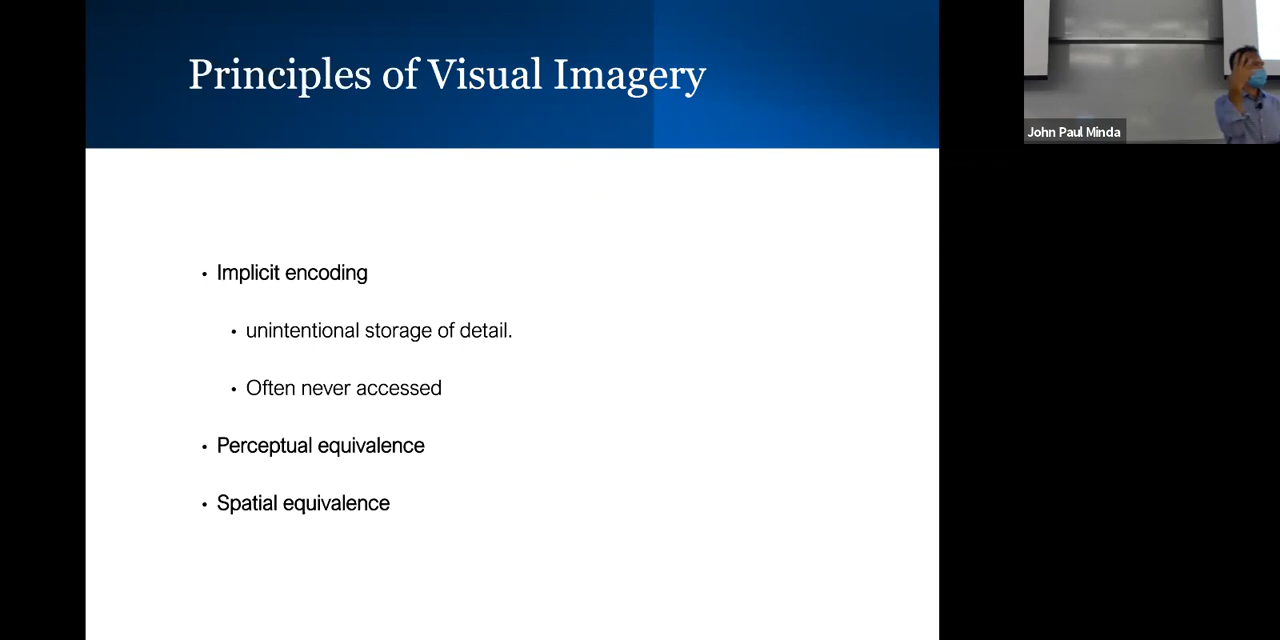 Principles of Visual Imagery
John Paul Minda
• Implicit encoding
• unintentional storage of detail.
• Often never accessed
• Perceptual equivalence
• Spatial equivalence